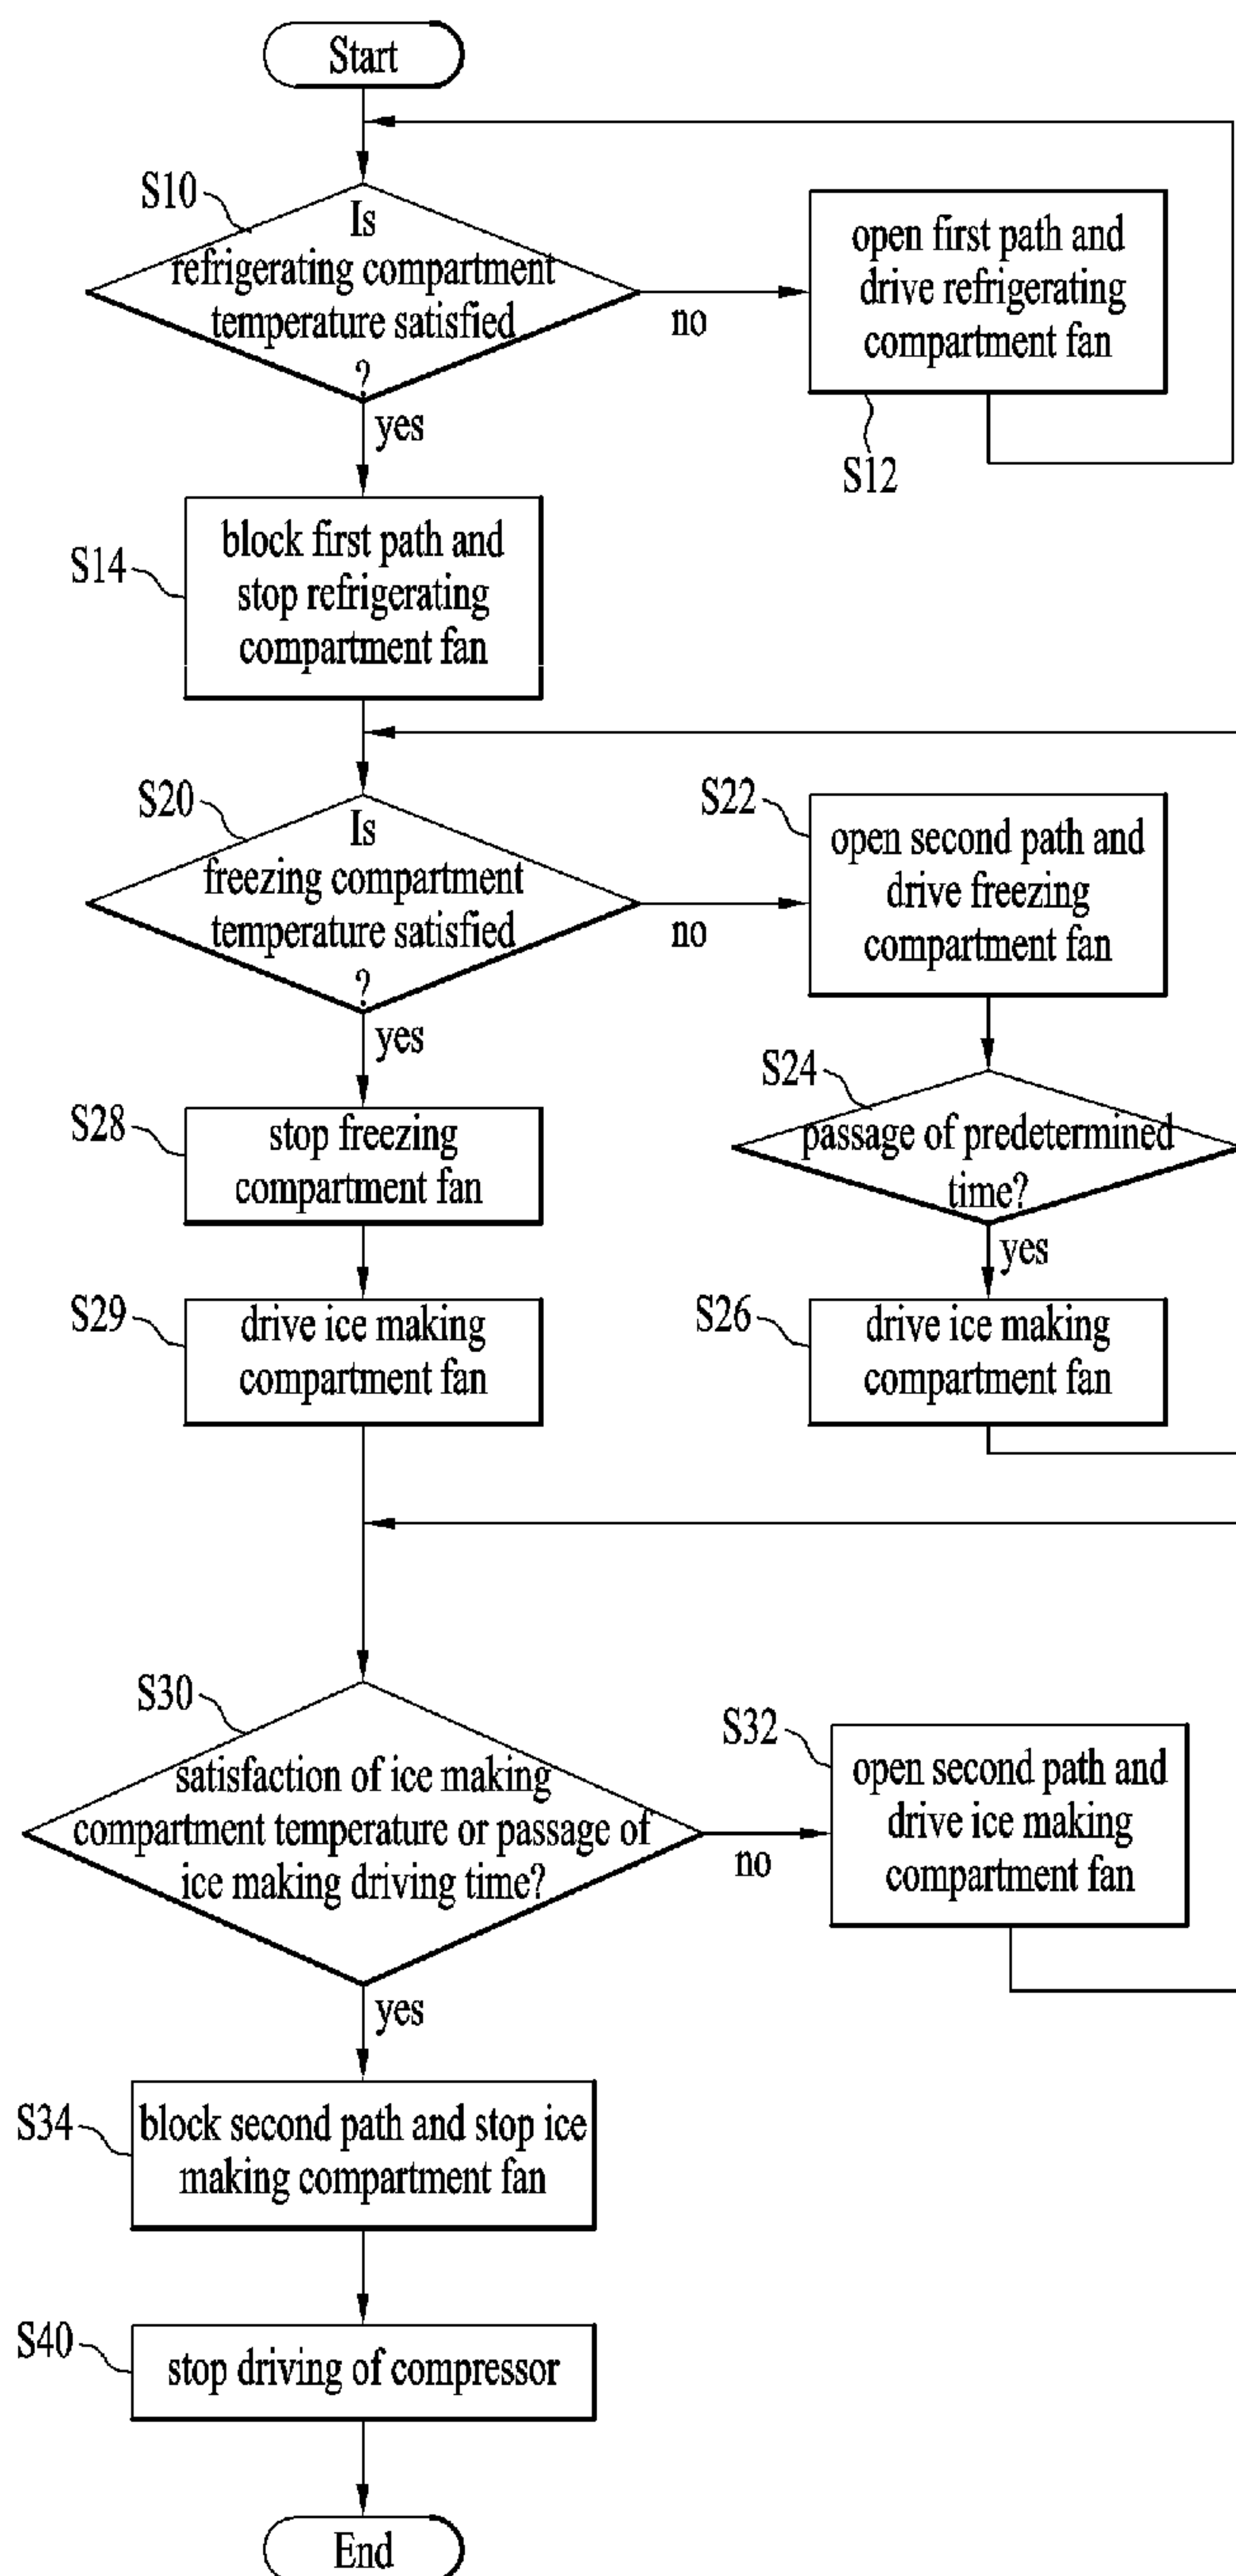 Start
S10
Is
refrigerating compartment
temperature satisfied
?
no
yes
open first path and
drive refrigerating
compartment fan
S12
S14
block first path and
stop refrigerating
compartment fan
S20
Is
freezing compartment
temperature satisfied
?
no
yes
S22
open second path and
drive freezing
compartment fan
S24
passage of predetermined
time?
yes
S28
stop freezing
compartment fan
S29
drive ice making
compartment fan
S26
drive ice making
compartment fan
S30
satisfaction of ice making
compartment temperature or passage of
ice making driving time?
no
yes
S32
open second path and
drive ice making
compartment fan
S34
block second path and stop ice
making compartment fan
S40
stop driving of compressor
End